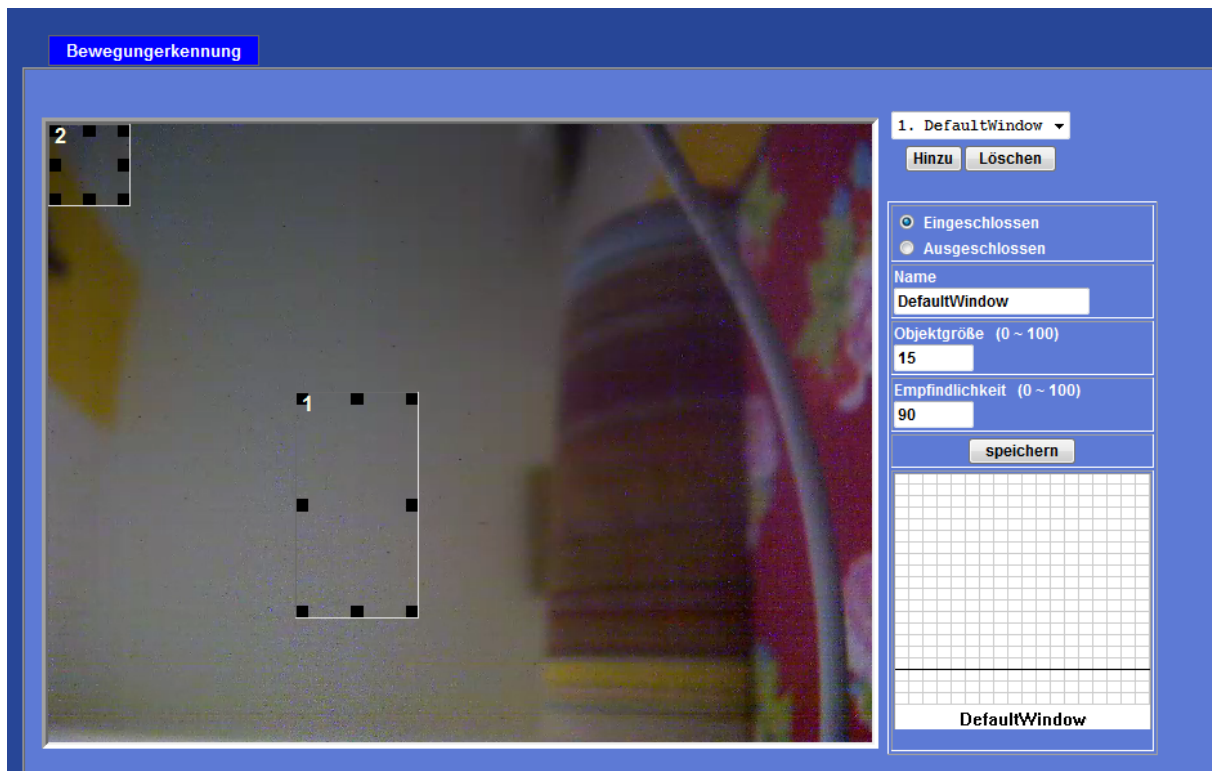 Bewegungerkennung
2
1
1. DefaultWindow
Hinzu Löschen
Eingeschlossen
Ausgeschlossen
Name
DefaultWindow
Objektgröße (0 ~ 100)
15
Empfindlichkeit (0 ~ 100)
90
speichern
DefaultWindow